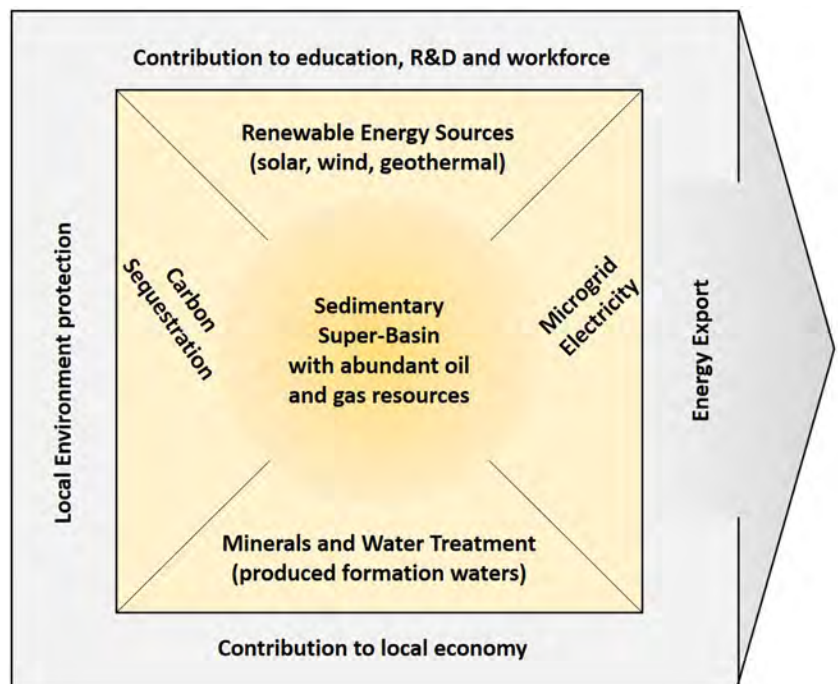 Contribution to education, R&D and workforce
Renewable Energy Sources
(solar, wind, geothermal)
Local Environment protection
Carbon
Sequestration
Sedimentary
Super-Basin
with abundant oil
and gas resources
Microgrid
Electricity
Energy Export
Minerals and Water Treatment
(produced formation waters)
Contribution to local economy